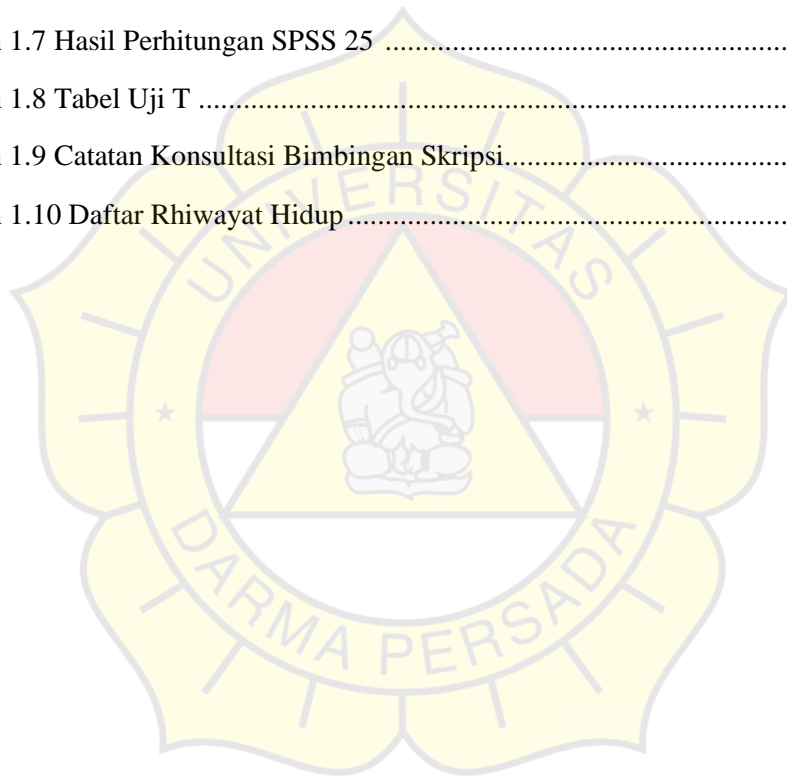 1.7 Hasil Perhitungan SPSS 25 ........................................................
1.8 Tabel Uji T ........................................................................
1.9 Catatan Konsultasi Bimbingan Skripsi........................................
1.10 Daftar Rhiwayat Hidup ..........................................................
UNIVERSITAS
DARMA PERSADA